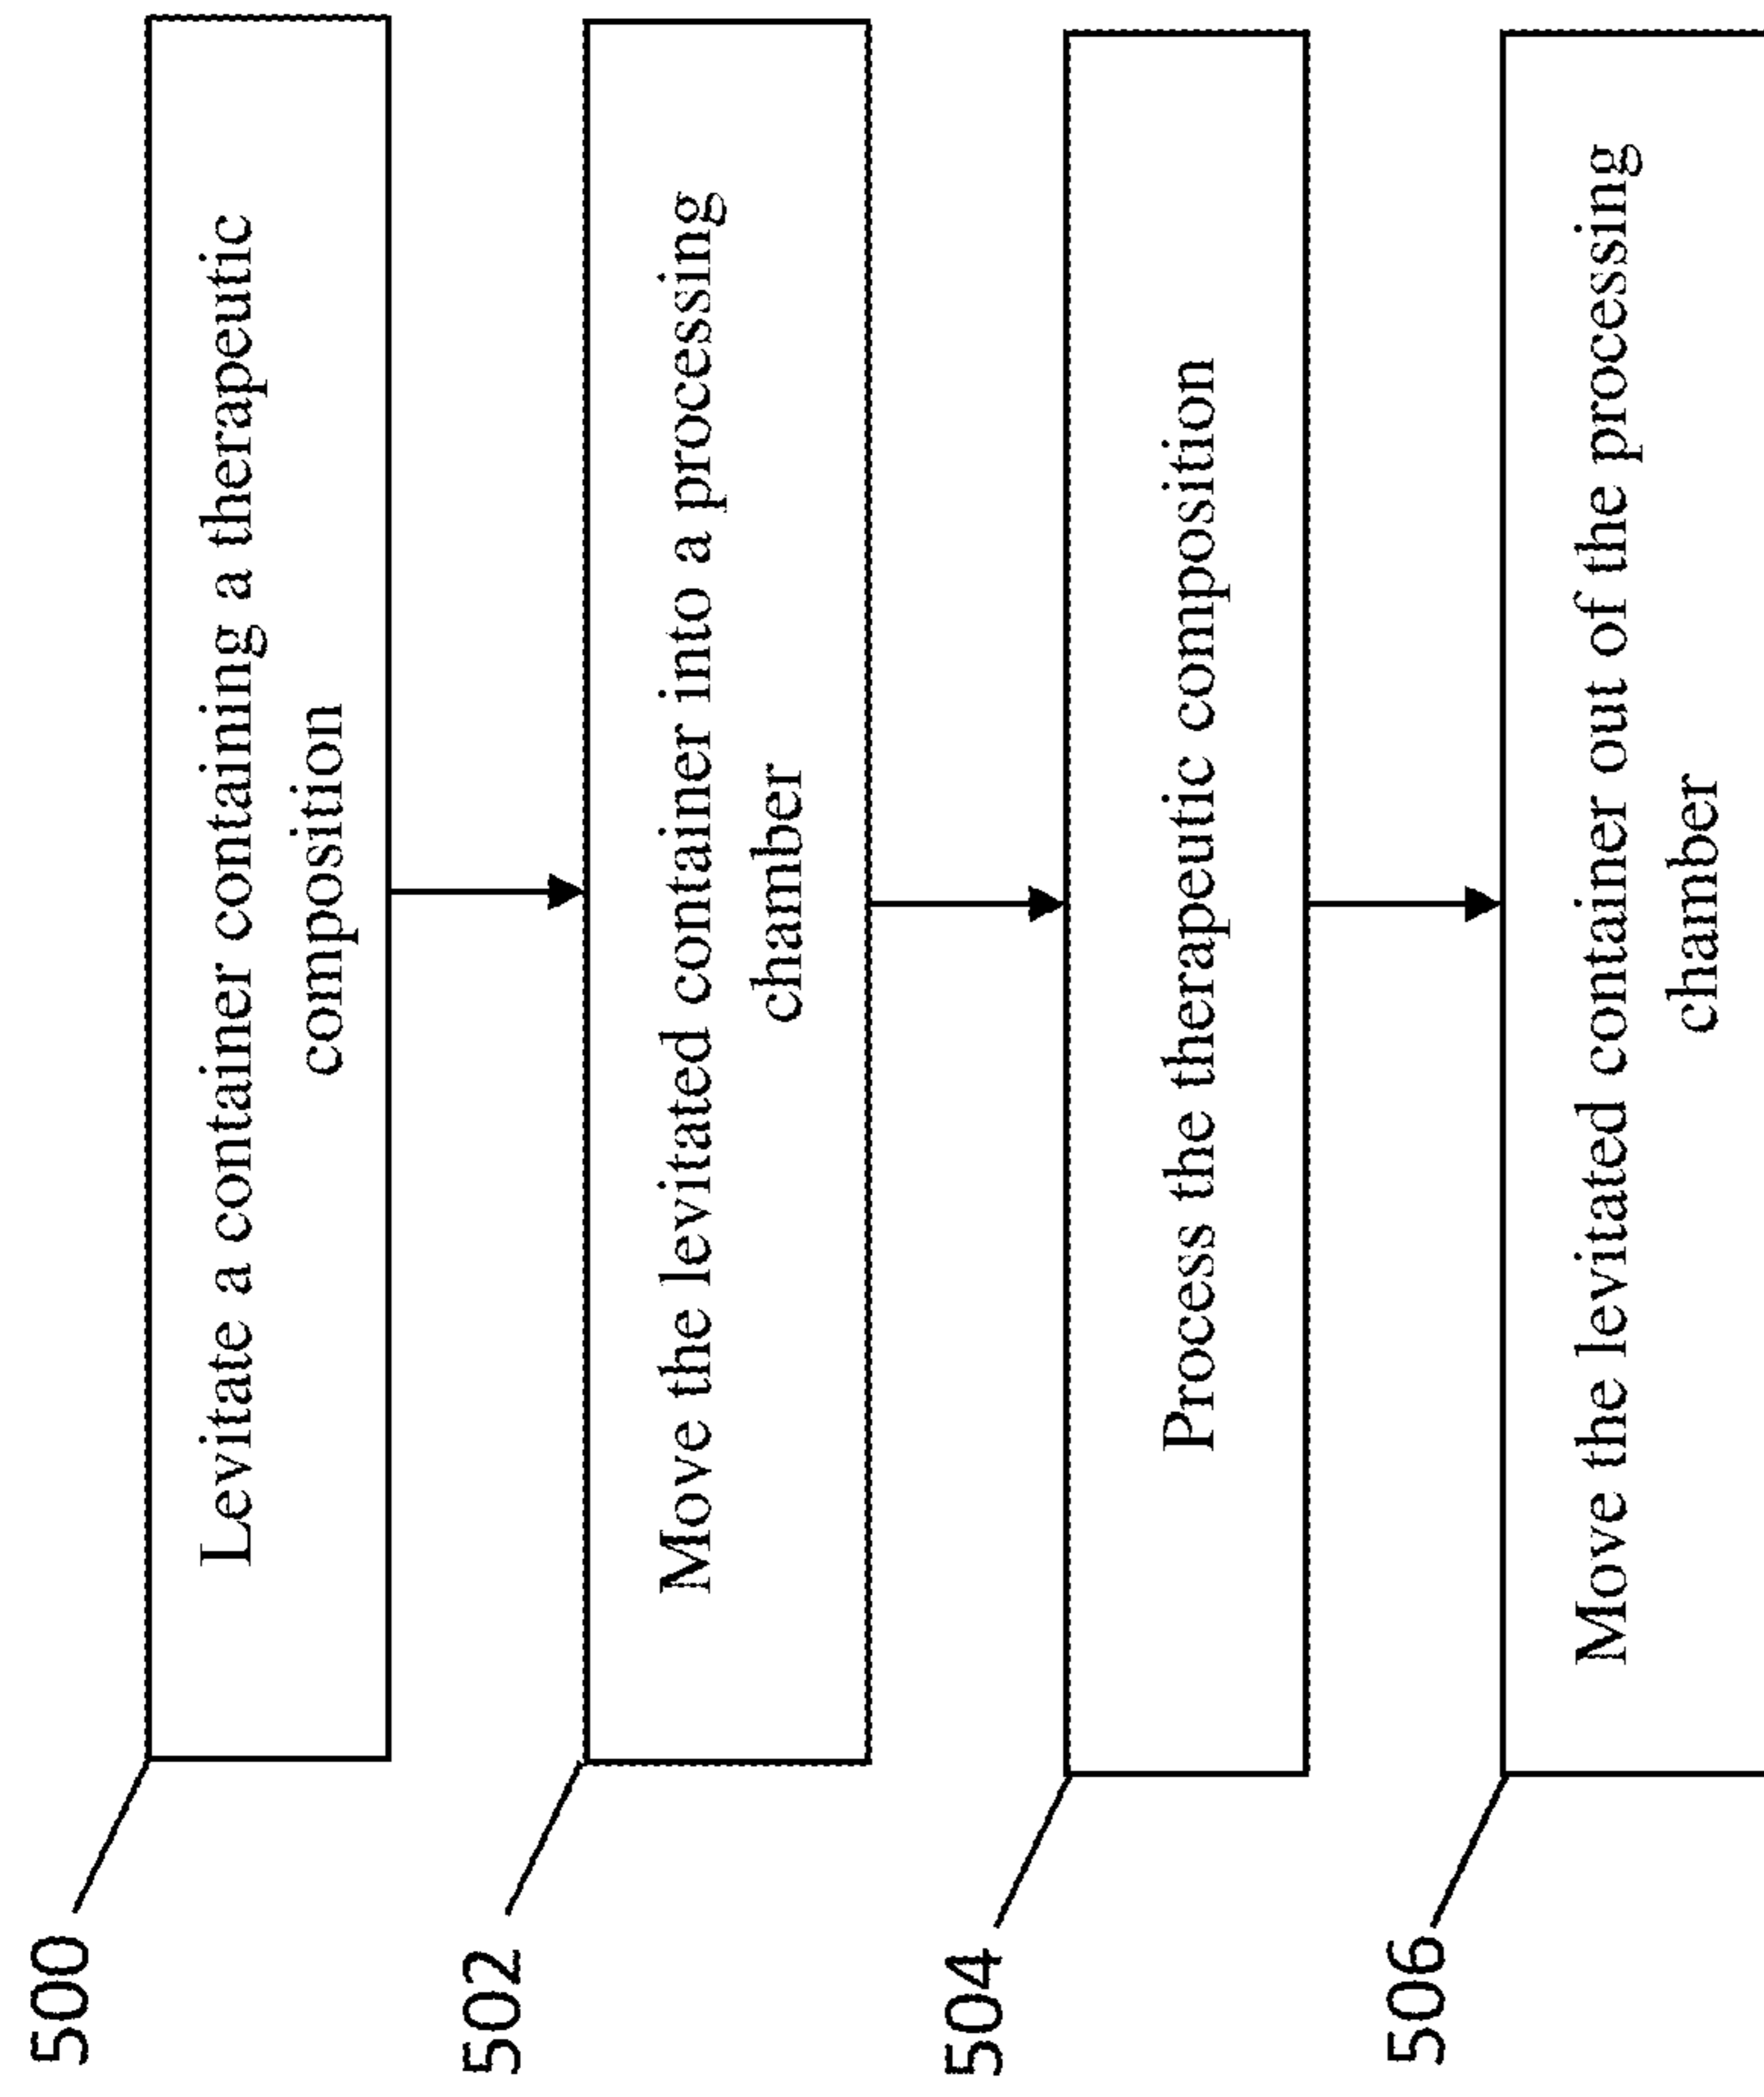 500
Levitate a container containing a therapeutic
composition
502
Move the levitated container into a processing
chamber
504
Process the therapeutic composition
506
Move the levitated container out of the processing
chamber